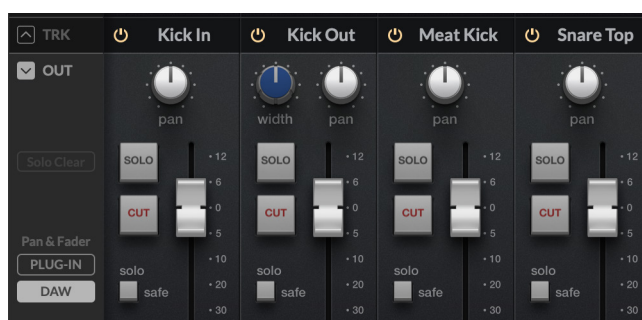 TRK Kick In Kick Out Meat Kick Snare Top
OUT
pan width pan pan pan
SOLO 12 SOLO 12 SOLO 12 SOLO 12
Solo Clear
6 6 6 6
CUT 0 CUT 0 CUT 0 CUT 0
5 5 5 5
Pan & Fader
PLUG-IN 10 10 10 10
solo solo solo solo
DAW safe 20 safe 20 safe 20 safe 20
30 30 30 30